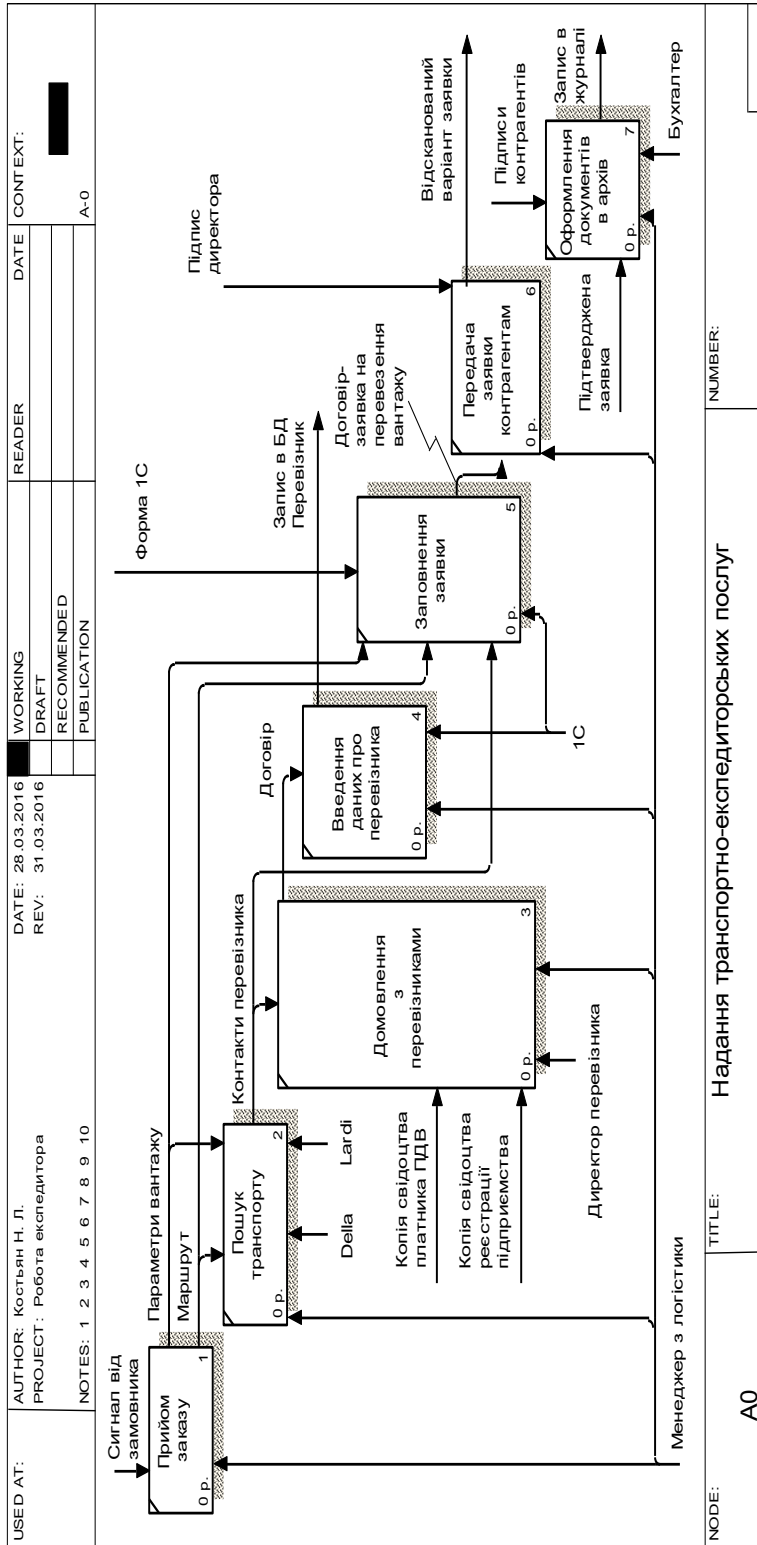 USED AT:
AUTHOR: Костьян Н. Л.
PROJECT: Робота експедитора
NOTES: 1 2 3 4 5 6 7 8 9 10
DATE: 28.03.2016
REV: 31.03.2016
WORKING
DRAFT
RECOMMENDED
PUBLICATION
READER
DATE
CONTEXT:
A-0
Сигнал від
замовника
Прийом
заказу
0 р.
1
Параметри вантажу
Маршрут
Пошук
транспорту
0 р.
2
Della
Lardi
Контакти перевізника
Домовлення
з
перевізниками
0 р.
3
Копія свідоцтва
платника ПДВ
Копія свідоцтва
реєстрації
підприємства
Директор перевізника
Договір
Введення
даних про
перевізника
0 р.
4
Запис в БД
Перевізник
1С
Форма 1С
Заповнення
заявки
0 р.
5
Договір-
заявка на
перевезення
вантажу
Підпис
директора
Передача
заявки
контрагентам
0 р.
6
Відсканований
варіант заявки
Підписи
контрагентів
Підтверджена
заявка
Оформлення
документів
в архів
0 р.
7
Запис в
журналі
Бухгалтер
Менеджер з логістики
NODE:
A0
TITLE:
Надання транспортно-експедиторських послуг
NUMBER: